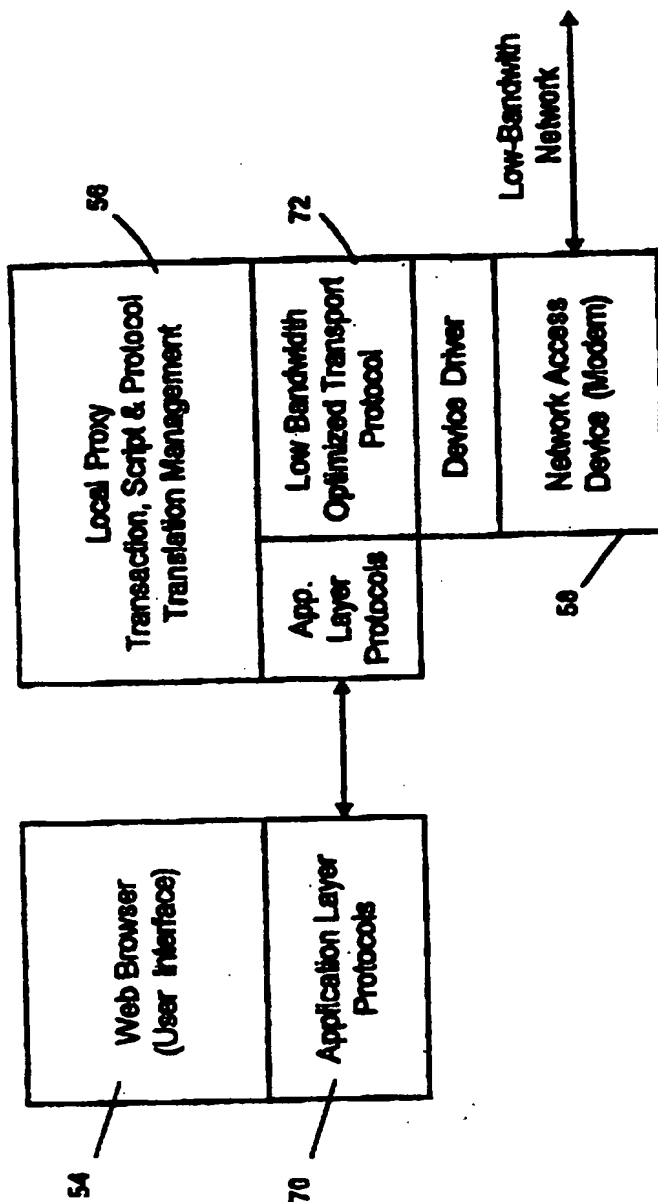 54
Web Browser
(User Interface)
70
Application Layer
Protocols
56
Local Proxy
Transaction, Script & Protocol
Translation Management
72
App.
Layer
Protocols
Low Bandwidth
Optimized Transport
Protocol
Device Driver
58
Network Access
Device (Modem)
Low-Bandwith
Network